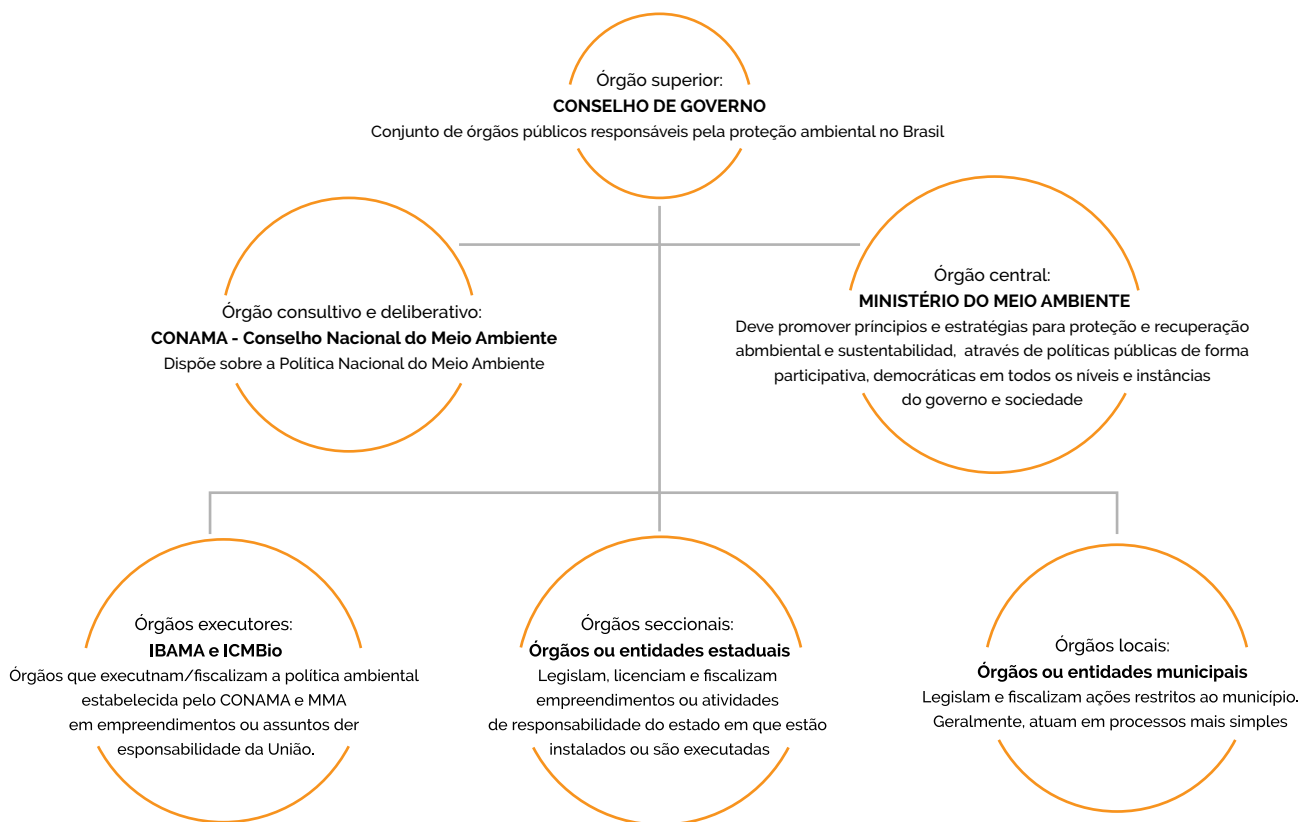 Órgão superior:
CONSELHO DE GOVERNO
Conjunto de órgãos públicos responsáveis pela proteção ambiental no Brasil
Órgão consultivo e deliberativo:
CONAMA - Conselho Nacional do Meio Ambiente
Dispõe sobre a Política Nacional do Meio Ambiente
Órgão central:
MINISTÉRIO DO MEIO AMBIENTE
Deve promover príncipios e estratégias para proteção e recuperação
abmbiental e sustentabilidad, através de políticas públicas de forma
participativa, democráticas em todos os níveis e instâncias
do governo e sociedade
Órgãos executores:
IBAMA e ICMBio
Órgãos que executnam/fiscalizam a política ambiental
estabelecida pelo CONAMA e MMA
em empreendimentos ou assuntos der
esponsabilidade da União.
Órgãos seccionais:
Órgãos ou entidades estaduais
Legislam, licenciam e fiscalizam
empreendimentos ou atividades
de responsabilidade do estado em que estão
instalados ou são executadas
Órgãos locais:
Órgãos ou entidades municipais
Legislam e fiscalizam ações restritos ao município.
Geralmente, atuam em processos mais simples